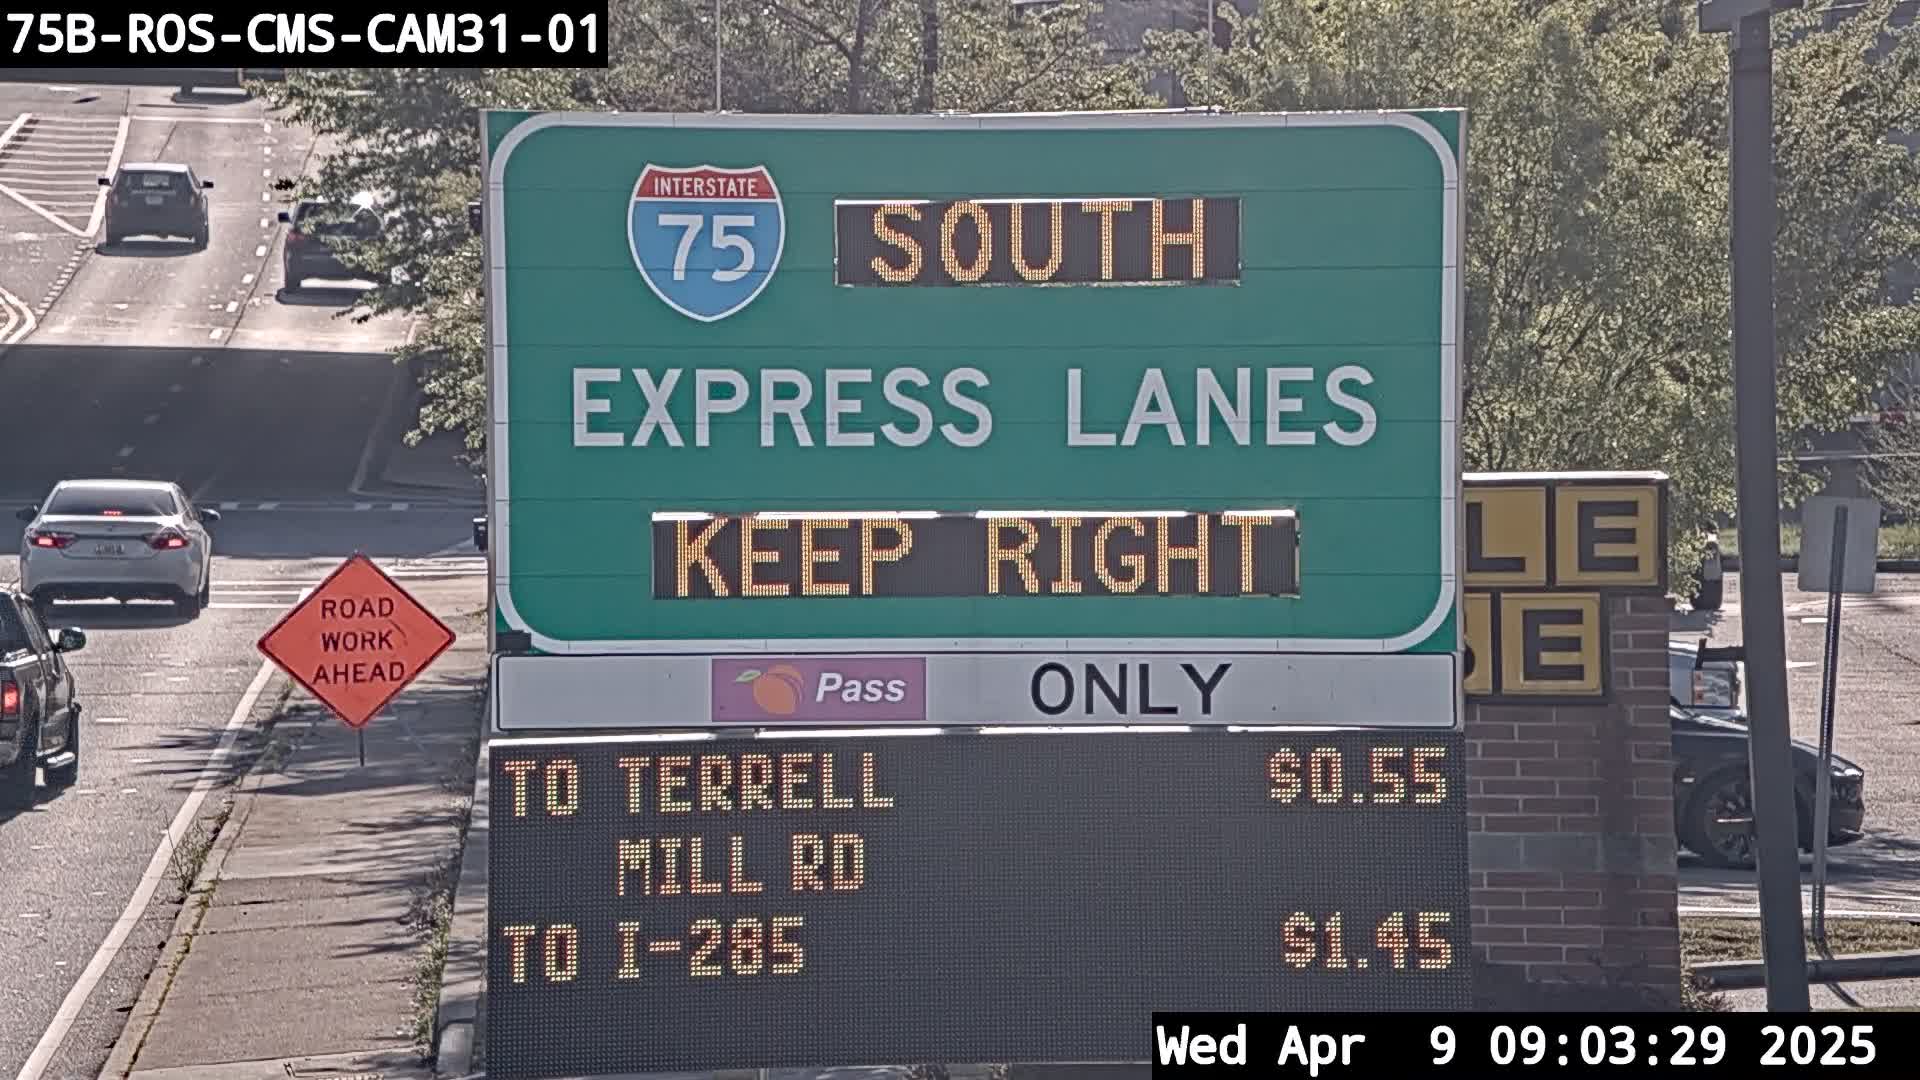 75B-ROS-CMS-CAM31-01
INTERSTATE
75
SOUTH
EXPRESS LANES
KEEP RIGHT
Pass ONLY
TO TERRELL $0.55
MILL RD
TO I-285 $1.45
ROAD
WORK
AHEAD
LE
E
Wed Apr 9 09:03:29 2025